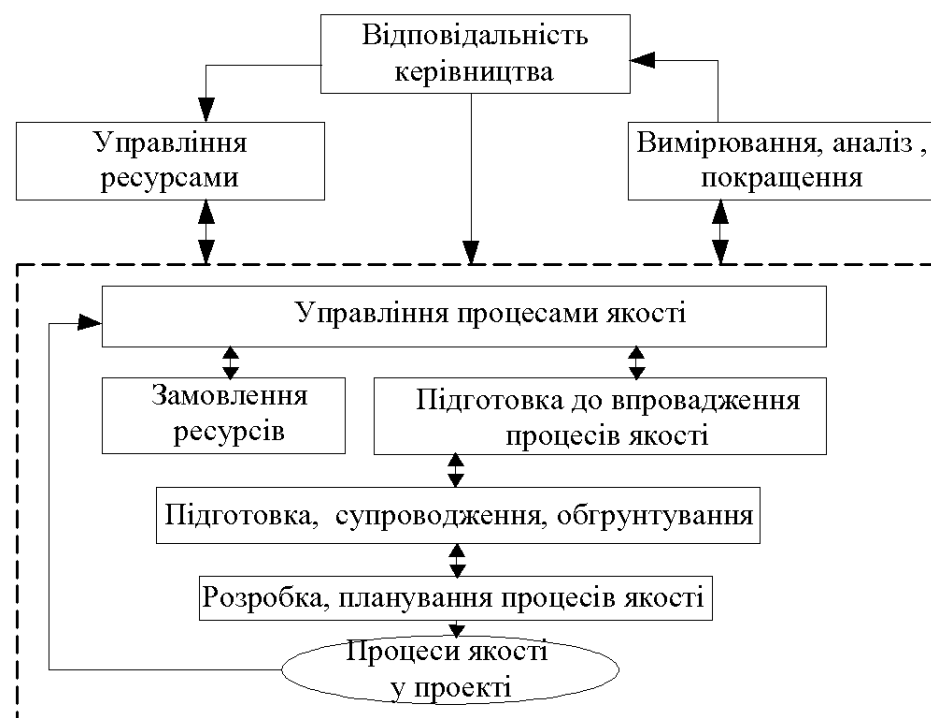 Відповідальність
керівництва
Управління
ресурсами
Вимірювання, аналіз ,
покращення
Управління процесами якості
Замовлення
ресурсів
Підготовка до впровадження
процесів якості
Підготовка, супроводження, обгрунтування
Розробка, планування процесів якості
Процеси якості
у проекті